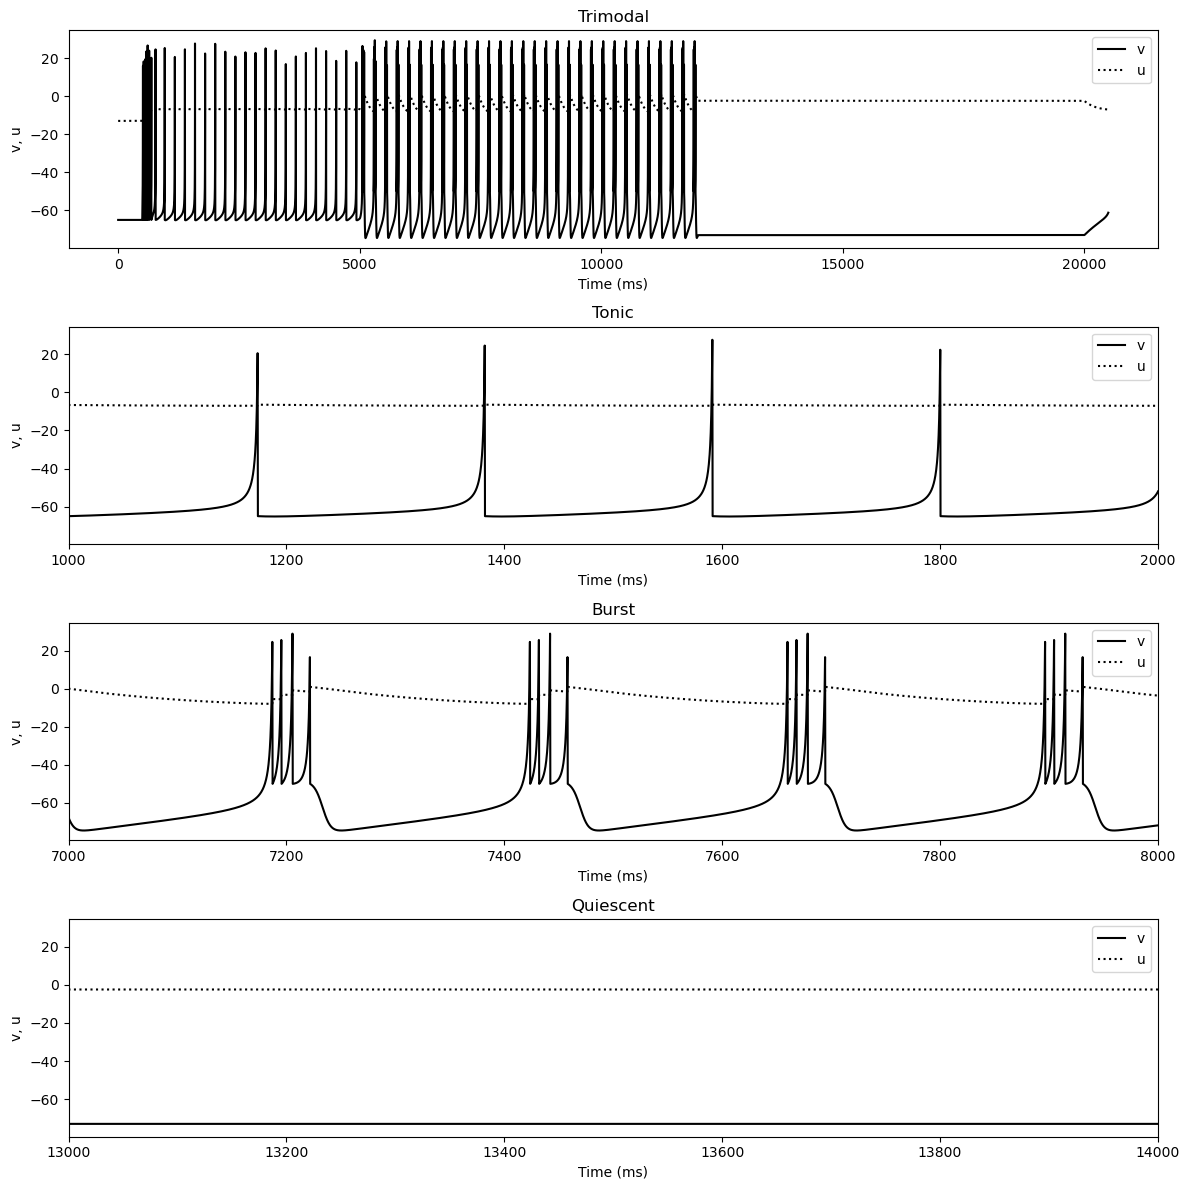 Trimodal
v
u
20
0
−20
−40
−60
v, u
0
5000
10000
15000
20000
Time (ms)
Tonic
v
u
20
0
−20
−40
−60
v, u
1000
1200
1400
1600
1800
2000
Time (ms)
Burst
v
u
20
0
−20
−40
−60
v, u
7000
7200
7400
7600
7800
8000
Time (ms)
Quiescent
v
u
20
0
−20
−40
−60
v, u
13000
13200
13400
13600
13800
14000
Time (ms)